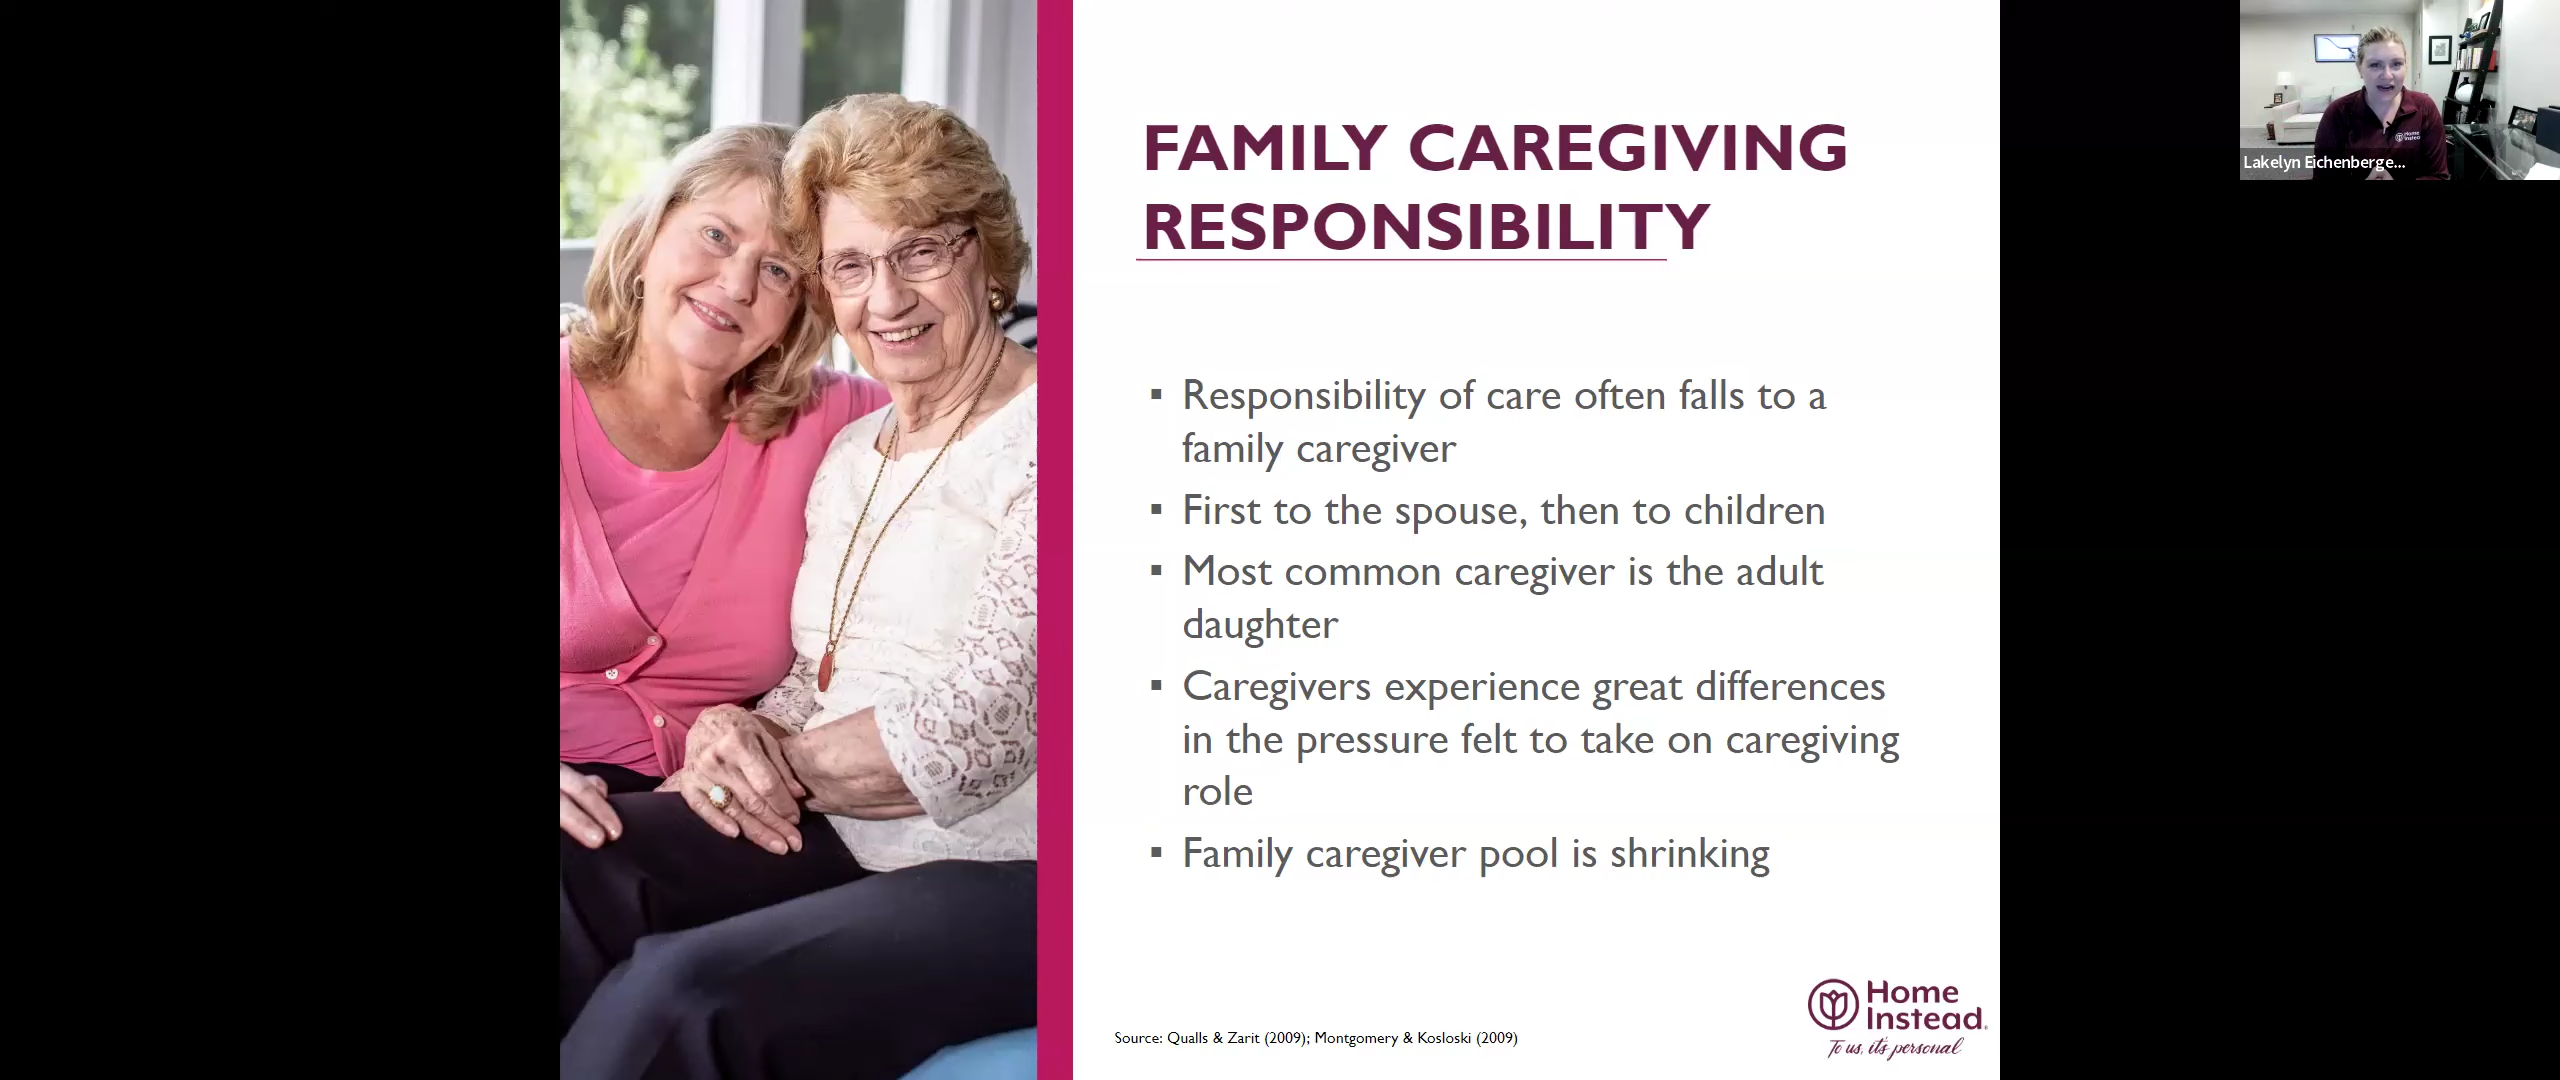 FAMILY CAREGIVING
RESPONSIBILITY
▪ Responsibility of care often falls to a
family caregiver
▪ First to the spouse, then to children
▪ Most common caregiver is the adult
daughter
▪ Caregivers experience great differences
in the pressure felt to take on caregiving
role
▪ Family caregiver pool is shrinking
Source: Qualls & Zarit (2009); Montgomery & Kosloski (2009)
Home
Instead®
To us, it's personal
Lakelyn Eichenberge...
Home
Instead